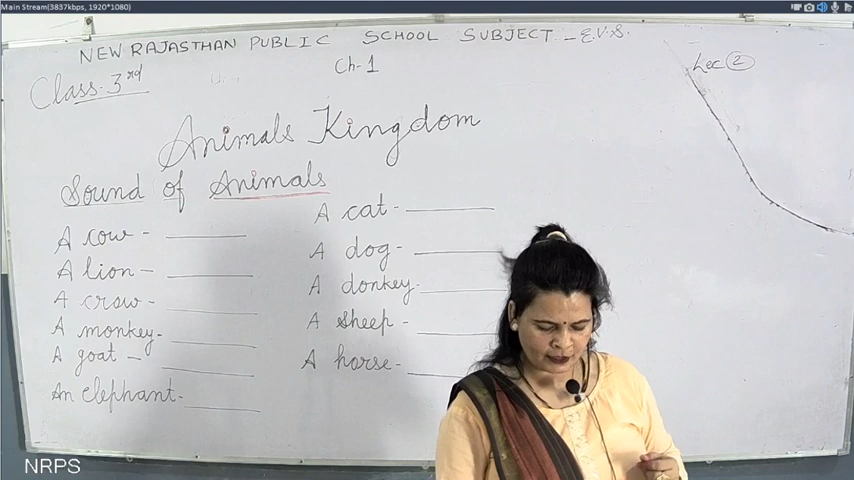 Main Stream(3837kbps, 1920*1080)
NEW RAJASTHAN PUBLIC SCHOOL SUBJECT - E.V.S.
Class. 3rd
Ch-1
Lec 2
Animals Kingdom
Sound of Animals
A cow -
A lion -
A crow -
A monkey -
A goat -
An elephant -
A cat -
A dog -
A donkey -
A sheep -
A horse -
NRPS